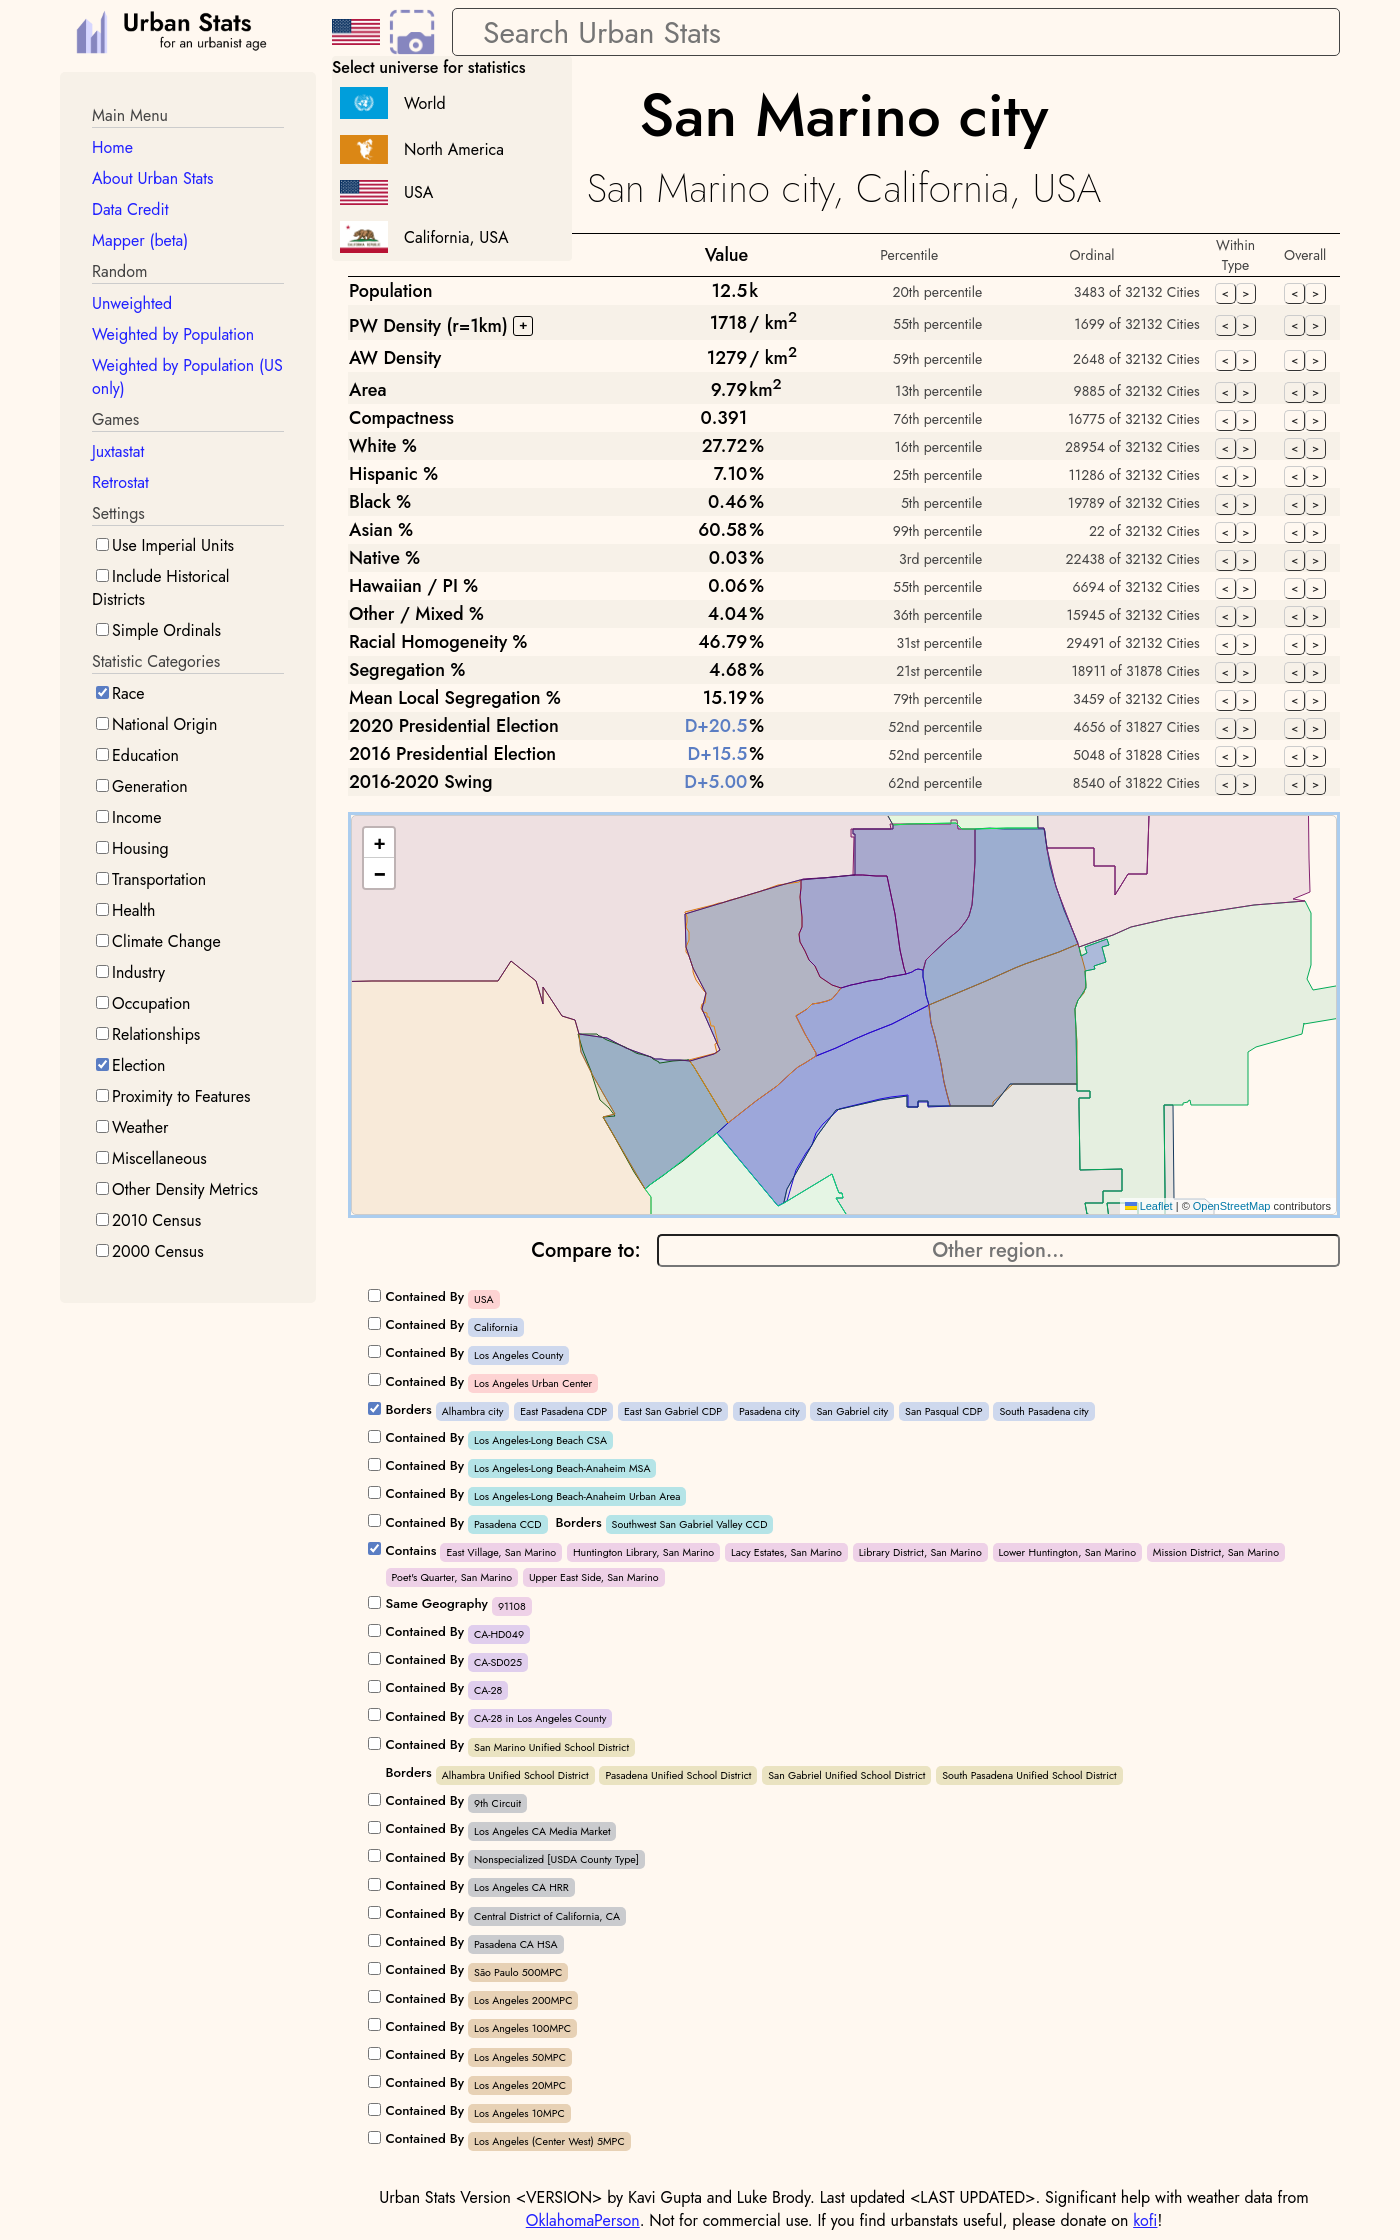 Urban Stats
for an urbanist age
Search Urban Stats
Select universe for statistics
World
North America
USA
California, USA
San Marino city
San Marino city, California, USA
Main Menu
Home
About Urban Stats
Data Credit
Mapper (beta)
Random
Unweighted
Weighted by Population
Weighted by Population (US
only)
Games
Juxtastat
Retrostat
Settings
Use Imperial Units
Include Historical
Districts
Simple Ordinals
Statistic Categories
Race
National Origin
Education
Generation
Income
Housing
Transportation
Health
Climate Change
Industry
Occupation
Relationships
Election
Proximity to Features
Weather
Miscellaneous
Other Density Metrics
2010 Census
2000 Census
Value Percentile Ordinal Within Type Overall
Population 12.5k 20th percentile 3483 of 32132 Cities < > < >
PW Density (r=1km) + 1718 / km2 55th percentile 1699 of 32132 Cities < > < >
AW Density 1279 / km2 59th percentile 2648 of 32132 Cities < > < >
Area 9.79 km2 13th percentile 9885 of 32132 Cities < > < >
Compactness 0.391 76th percentile 16775 of 32132 Cities < > < >
White % 27.72% 16th percentile 28954 of 32132 Cities < > < >
Hispanic % 7.10% 25th percentile 11286 of 32132 Cities < > < >
Black % 0.46% 5th percentile 19789 of 32132 Cities < > < >
Asian % 60.58% 99th percentile 22 of 32132 Cities < > < >
Native % 0.03% 3rd percentile 22438 of 32132 Cities < > < >
Hawaiian / PI % 0.06% 55th percentile 6694 of 32132 Cities < > < >
Other / Mixed % 4.04% 36th percentile 15945 of 32132 Cities < > < >
Racial Homogeneity % 46.79% 31st percentile 29491 of 32132 Cities < > < >
Segregation % 4.68% 21st percentile 18911 of 31878 Cities < > < >
Mean Local Segregation % 15.19% 79th percentile 3459 of 32132 Cities < > < >
2020 Presidential Election D+20.5% 52nd percentile 4656 of 31827 Cities < > < >
2016 Presidential Election D+15.5% 52nd percentile 5048 of 31828 Cities < > < >
2016-2020 Swing D+5.00% 62nd percentile 8540 of 31822 Cities < > < >
+
−
Leaflet | © OpenStreetMap contributors
Compare to: Other region...
Contained By USA
Contained By California
Contained By Los Angeles County
Contained By Los Angeles Urban Center
Borders Alhambra city East Pasadena CDP East San Gabriel CDP Pasadena city San Gabriel city San Pasqual CDP South Pasadena city
Contained By Los Angeles-Long Beach CSA
Contained By Los Angeles-Long Beach-Anaheim MSA
Contained By Los Angeles-Long Beach-Anaheim Urban Area
Contained By Pasadena CCD Borders Southwest San Gabriel Valley CCD
Contains East Village, San Marino Huntington Library, San Marino Lacy Estates, San Marino Library District, San Marino Lower Huntington, San Marino Mission District, San Marino
Poet's Quarter, San Marino Upper East Side, San Marino
Same Geography 91108
Contained By CA-HD049
Contained By CA-SD025
Contained By CA-28
Contained By CA-28 in Los Angeles County
Contained By San Marino Unified School District
Borders Alhambra Unified School District Pasadena Unified School District San Gabriel Unified School District South Pasadena Unified School District
Contained By 9th Circuit
Contained By Los Angeles CA Media Market
Contained By Nonspecialized [USDA County Type]
Contained By Los Angeles CA HRR
Contained By Central District of California, CA
Contained By Pasadena CA HSA
Contained By São Paulo 500MPC
Contained By Los Angeles 200MPC
Contained By Los Angeles 100MPC
Contained By Los Angeles 50MPC
Contained By Los Angeles 20MPC
Contained By Los Angeles 10MPC
Contained By Los Angeles (Center West) 5MPC
Urban Stats Version <VERSION> by Kavi Gupta and Luke Brody. Last updated <LAST UPDATED>. Significant help with weather data from
OklahomaPerson. Not for commercial use. If you find urbanstats useful, please donate on kofi!